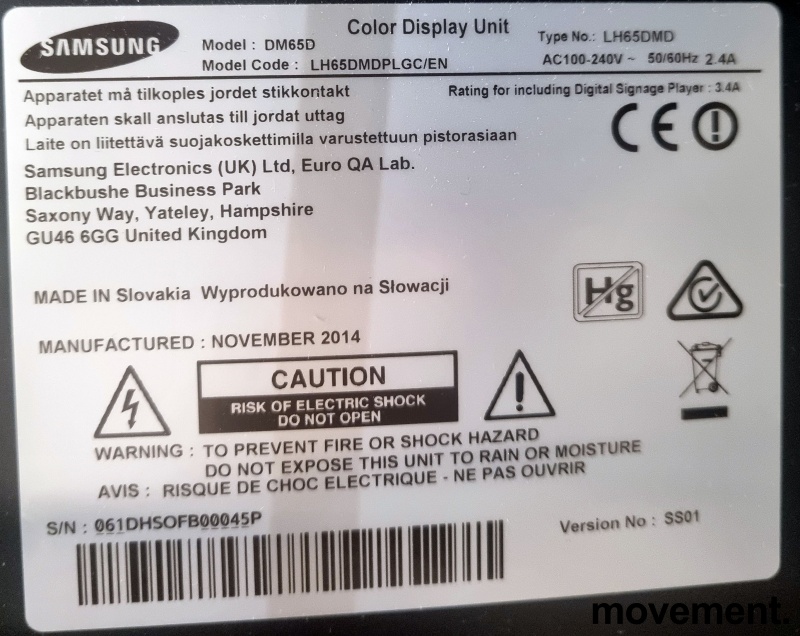 SAMSUNG
Color Display Unit
Model : DM65D
Type No.: LH65DMD
Model Code : LH65DMDPLGC/EN
AC100-240V ~ 50/60Hz 2.4A
Apparatet må tilkoples jordet stikkontakt
Rating for including Digital Signage Player : 3.4A
Apparaten skall anslutas till jordat uttag
Laite on liitettävä suojakoskettimilla varustettuun pistorasiaan
CE
Samsung Electronics (UK) Ltd, Euro QA Lab.
Blackbushe Business Park
Saxony Way, Yateley, Hampshire
GU46 6GG United Kingdom
MADE IN Slovakia Wyprodukowano na Słowacji
Hg
MANUFACTURED : NOVEMBER 2014
CAUTION
RISK OF ELECTRIC SHOCK
DO NOT OPEN
WARNING : TO PREVENT FIRE OR SHOCK HAZARD
DO NOT EXPOSE THIS UNIT TO RAIN OR MOISTURE
AVIS : RISQUE DE CHOC ELECTRIQUE - NE PAS OUVRIR
S/N : 061DHSOFB00045P
Version No : SS01
movement.